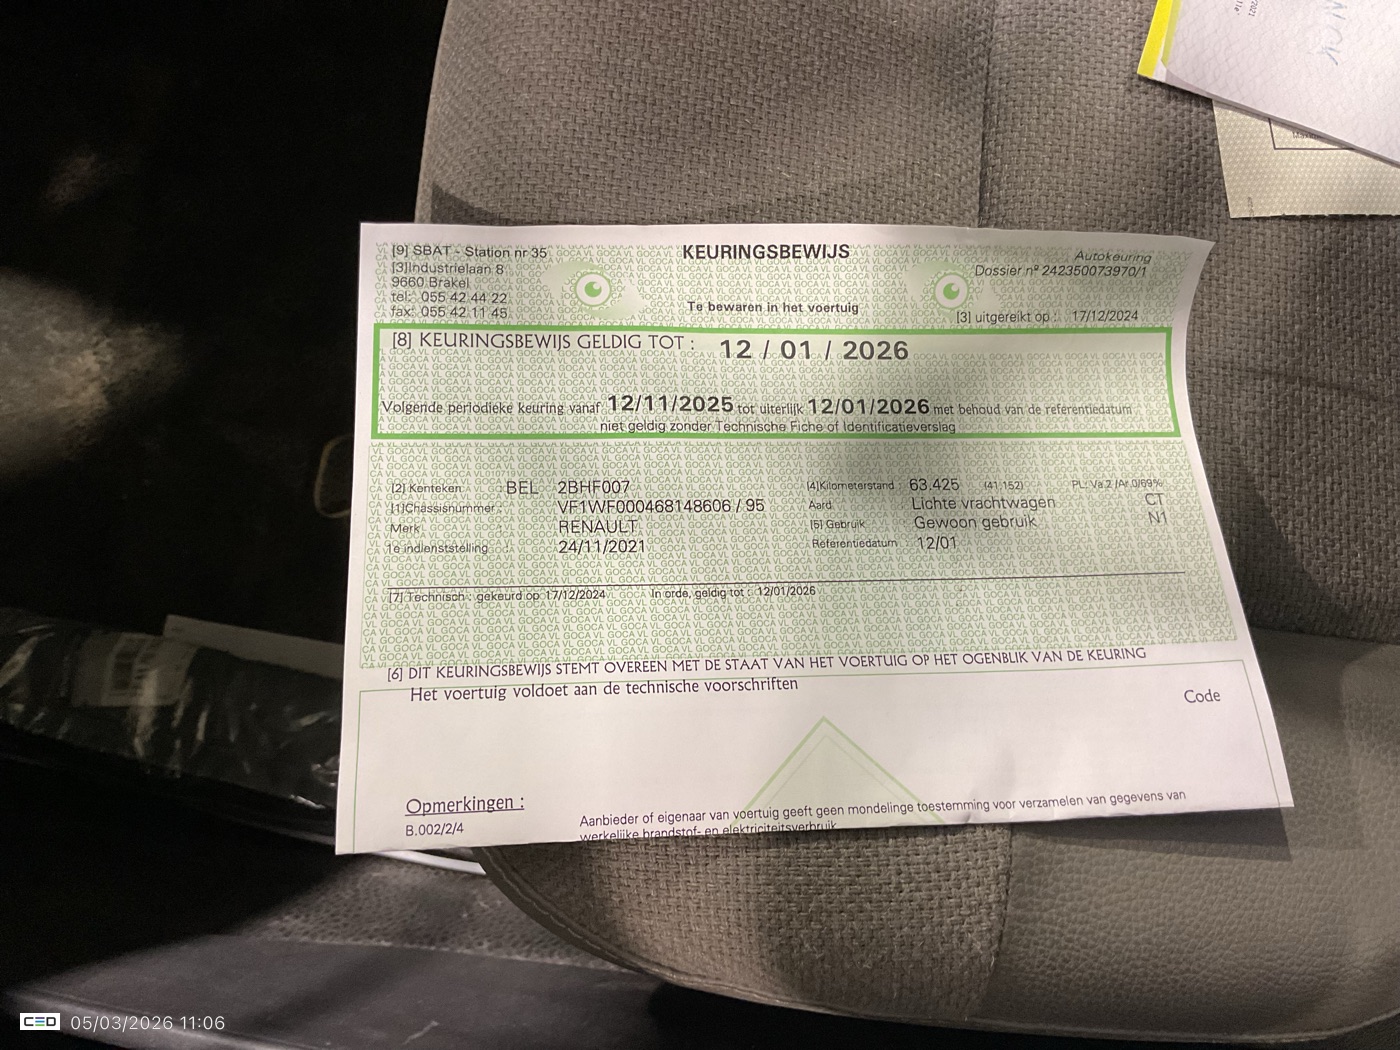 [9] SBAT - Station nr 35
[3]Industrielaan 8
9660 Brakel
tel: 055 42 44 22
fax: 055 42 11 45
KEURINGSBEWIJS
Te bewaren in het voertuig
Autokeuring
Dossier nº 242350073970/1
[3] uitgereikt op : 17/12/2024
[8] KEURINGSBEWIJS GELDIG TOT : 12 / 01 / 2026
Volgende periodieke keuring vanaf 12/11/2025 tot uiterlijk 12/01/2026 met behoud van de referentiedatum
niet geldig zonder Technische Fiche of Identificatieverslag
[2] Kenteken : BEL 2BHF007
[1]Chassisnummer : VF1WF000468148606 / 95
Merk RENAULT
1e indienststelling : 24/11/2021
[4]Kilometerstand 63.425 (41.152) PL: Va.2 /Ar.0/69%
Aard Lichte vrachtwagen CT
[5] Gebruik Gewoon gebruik N1
Referentiedatum : 12/01
[7] Technisch : gekeurd op 17/12/2024 In orde, geldig tot : 12/01/2026
[6] DIT KEURINGSBEWIJS STEMT OVEREEN MET DE STAAT VAN HET VOERTUIG OP HET OGENBLIK VAN DE KEURING
Het voertuig voldoet aan de technische voorschriften
Code
Opmerkingen :
B.002/2/4
Aanbieder of eigenaar van voertuig geeft geen mondelinge toestemming voor verzamelen van gegevens van
werkelijke brandstof- en elektriciteitsverbruik
CED 05/03/2026 11:06